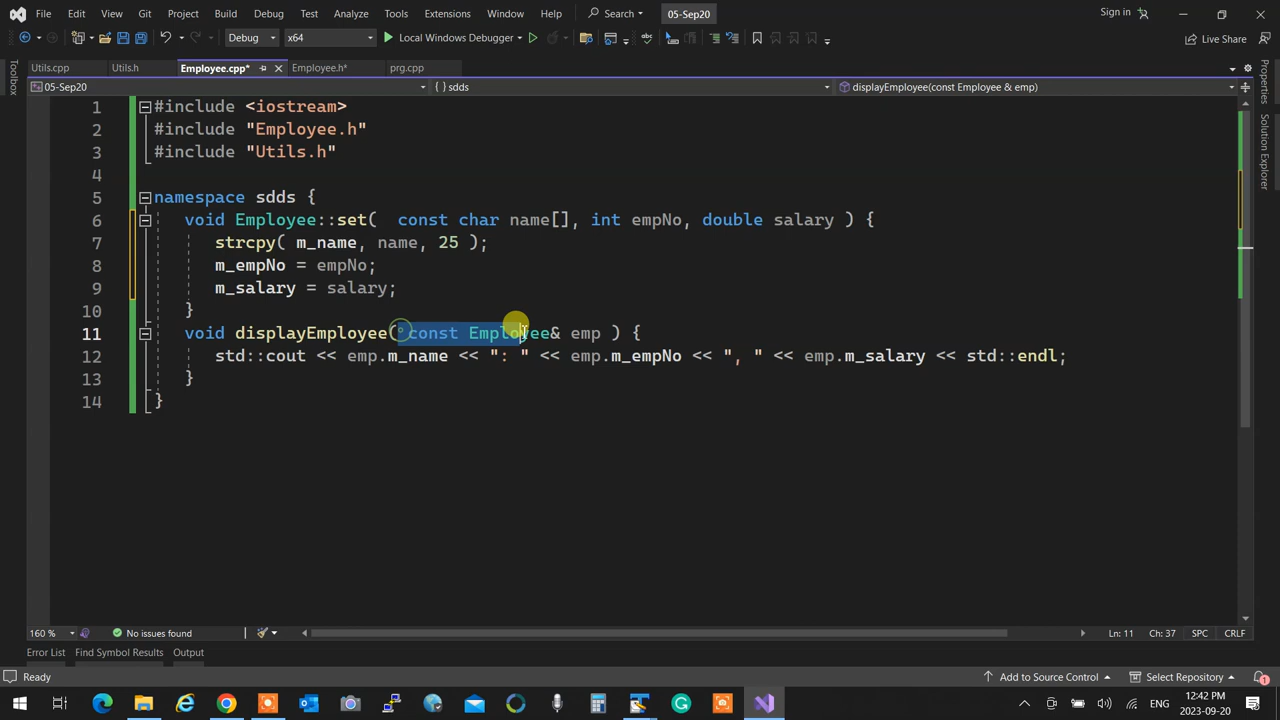 File Edit View Git Project Build Debug Test Analyze Tools Extensions Window Help Search 05-Sep20 Sign in
Debug x64 Local Windows Debugger Live Share
Utils.cpp Utils.h Employee.cpp* Employee.h* prg.cpp
05-Sep20 {} sdds displayEmployee(const Employee & emp)
Toolbox
Properties
Solution Explorer
1 #include <iostream>
2 #include "Employee.h"
3 #include "Utils.h"
4
5 namespace sdds {
6 void Employee::set( const char name[], int empNo, double salary ) {
7 strcpy( m_name, name, 25 );
8 m_empNo = empNo;
9 m_salary = salary;
10 }
11 void displayEmployee( const Employee& emp ) {
12 std::cout << emp.m_name << ": " << emp.m_empNo << ", " << emp.m_salary << std::endl;
13 }
14 }
160 % No issues found Ln: 11 Ch: 37 SPC CRLF
Error List Find Symbol Results Output
Ready Add to Source Control Select Repository 1
12:42 PM
2023-09-20